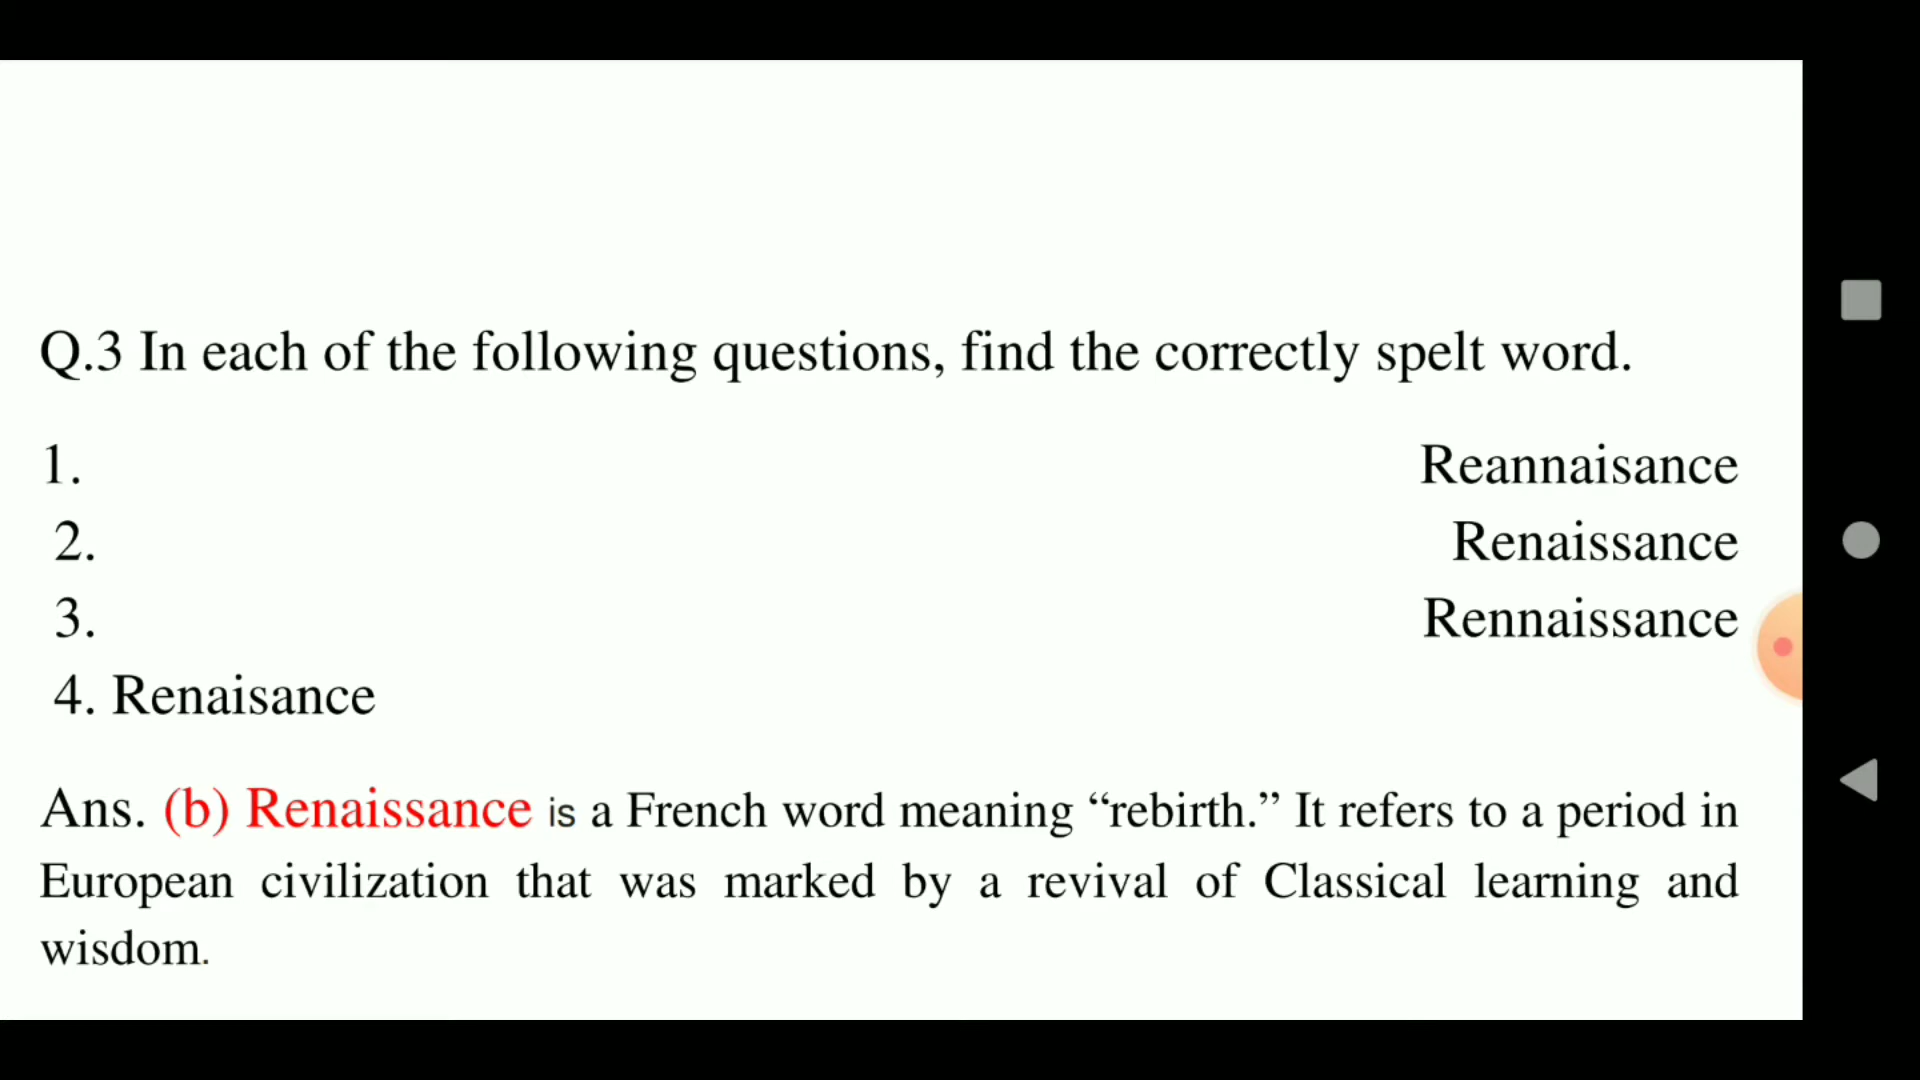 Q.3 In each of the following questions, find the correctly spelt word.
1. Reannaisance
2. Renaissance
3. Rennaissance
4. Renaisance
Ans. (b) Renaissance is a French word meaning “rebirth.” It refers to a period in
European civilization that was marked by a revival of Classical learning and
wisdom.